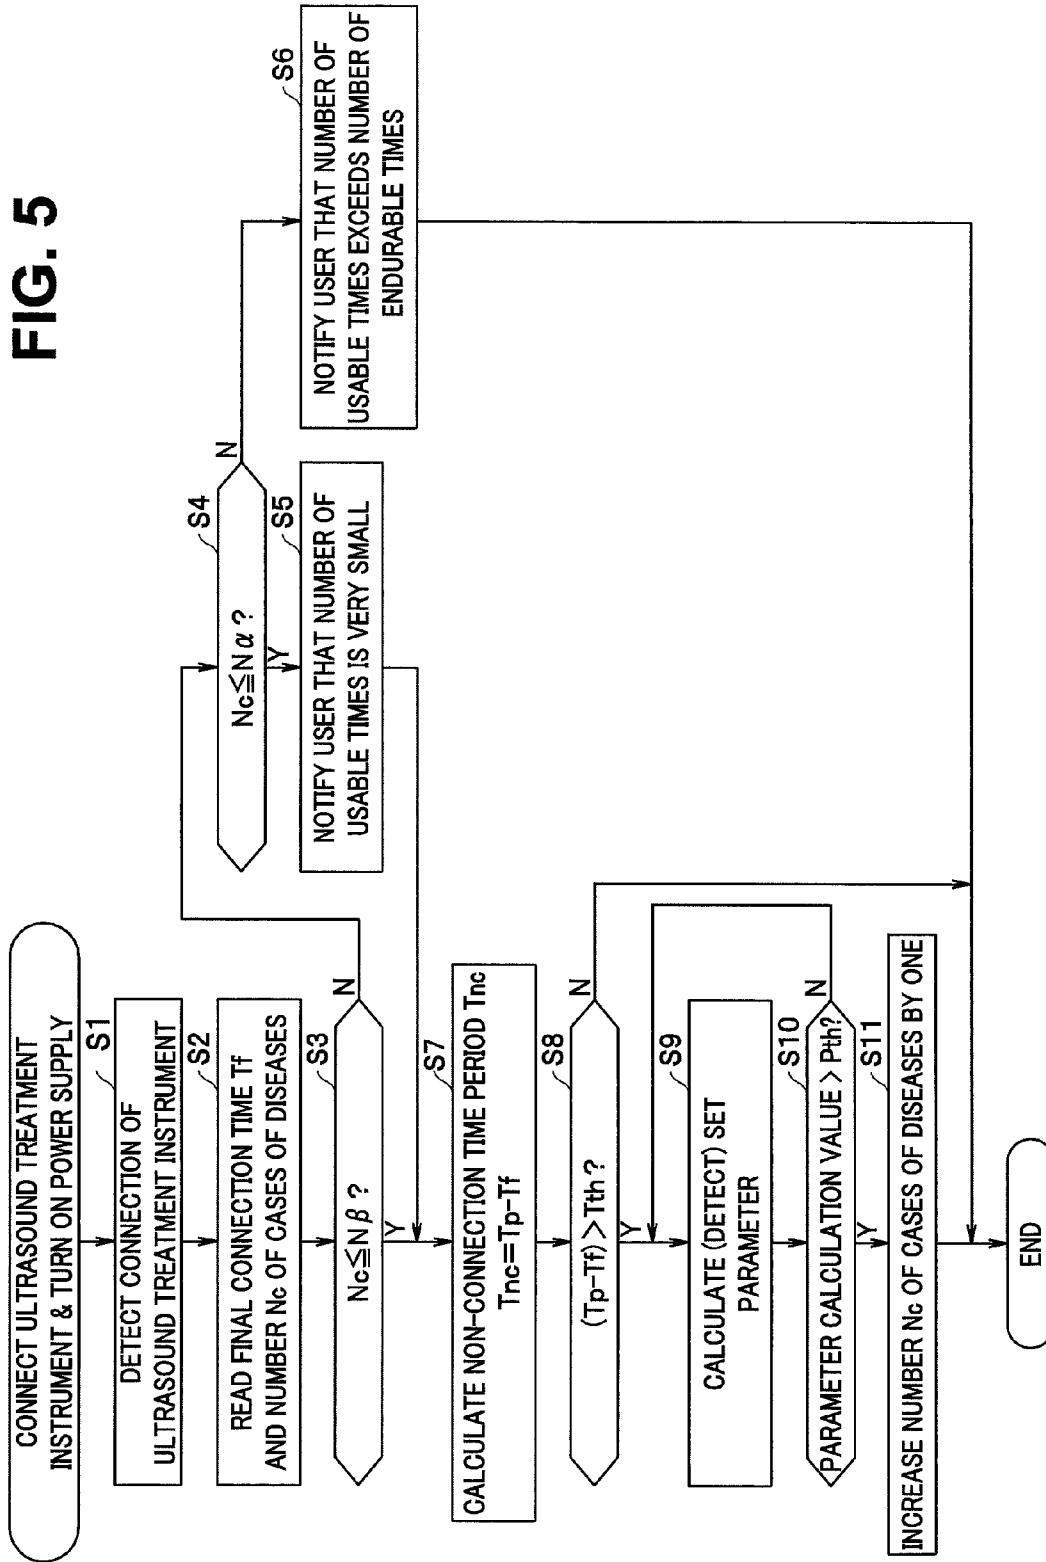 FIG. 5
CONNECT ULTRASOUND TREATMENT
INSTRUMENT & TURN ON POWER SUPPLY
S1
DETECT CONNECTION OF
ULTRASOUND TREATMENT INSTRUMENT
S2
READ FINAL CONNECTION TIME Tf
AND NUMBER Nc OF CASES OF DISEASES
S3
Nc≦Nβ?
N
Y
S4
Nc≦Nα?
N
Y
S5
NOTIFY USER THAT NUMBER OF
USABLE TIMES IS VERY SMALL
S6
NOTIFY USER THAT NUMBER OF
USABLE TIMES EXCEEDS NUMBER OF
ENDURABLE TIMES
S7
CALCULATE NON-CONNECTION TIME PERIOD Tnc
Tnc=Tp-Tf
S8
(Tp-Tf)>Tth?
N
Y
S9
CALCULATE (DETECT) SET
PARAMETER
S10
PARAMETER CALCULATION VALUE > Pth?
N
Y
S11
INCREASE NUMBER Nc OF CASES OF DISEASES BY ONE
END